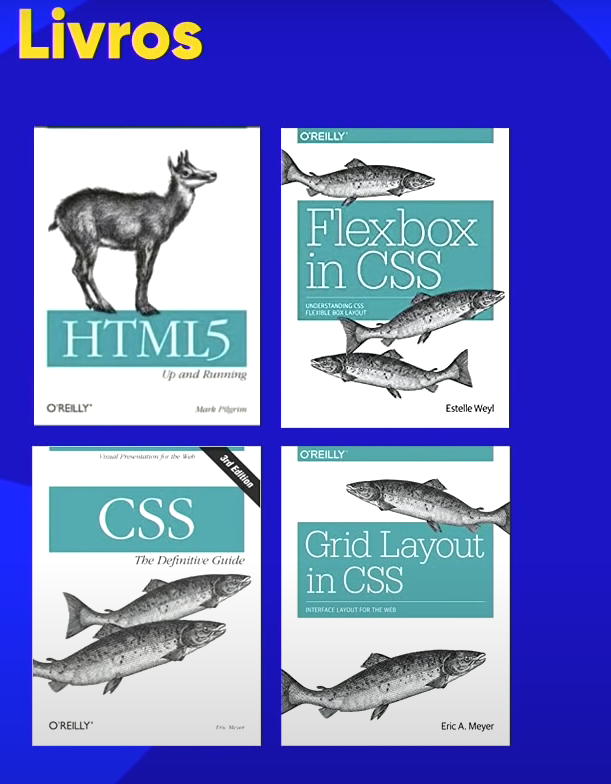 Livros
HTML5
Up and Running
O'REILLY®
Mark Pilgrim
O'REILLY®
Flexbox
in CSS
UNDERSTANDING CSS
FLEXIBLE BOX LAYOUT
Estelle Weyl
Visual Presentation for the Web
3rd Edition
CSS
The Definitive Guide
O'REILLY®
Eric Meyer
O'REILLY®
Grid Layout
in CSS
INTERFACE LAYOUT FOR THE WEB
Eric A. Meyer